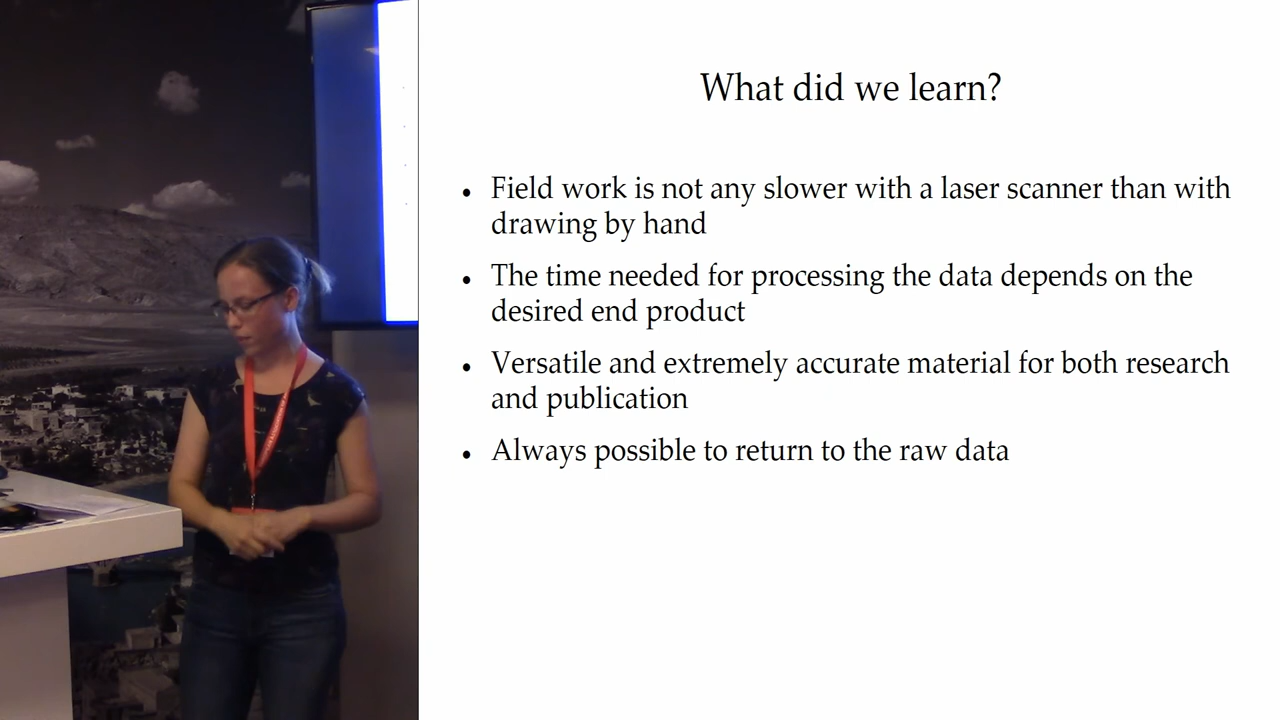 What did we learn?
• Field work is not any slower with a laser scanner than with
drawing by hand
• The time needed for processing the data depends on the
desired end product
• Versatile and extremely accurate material for both research
and publication
• Always possible to return to the raw data